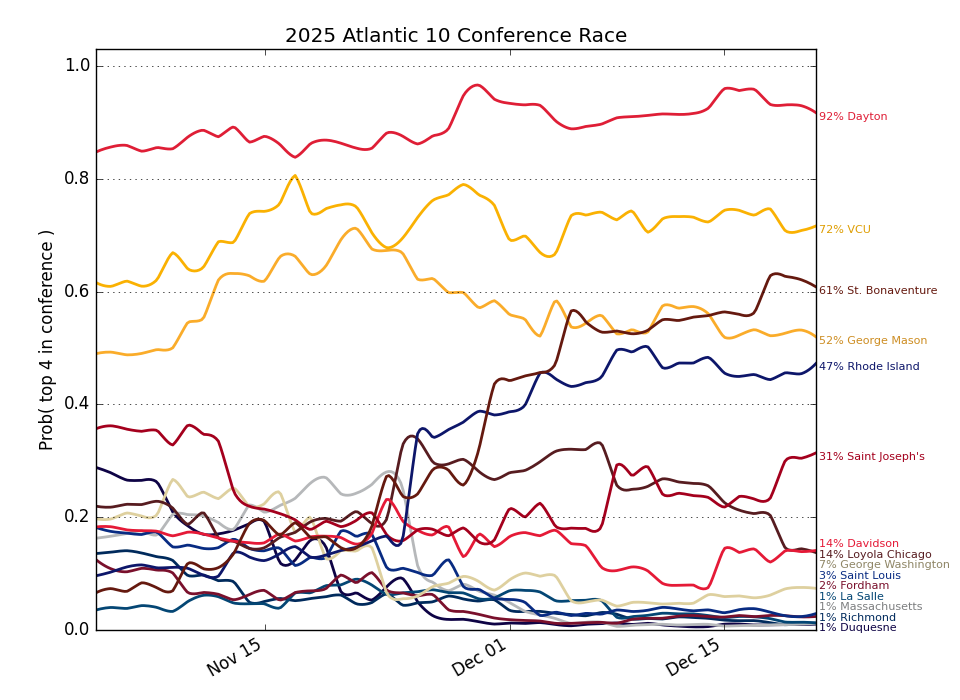 2025 Atlantic 10 Conference Race
Prob( top 4 in conference )
1.0
0.8
0.6
0.4
0.2
0.0
Nov 15
Dec 01
Dec 15
92% Dayton
72% VCU
61% St. Bonaventure
52% George Mason
47% Rhode Island
31% Saint Joseph's
14% Davidson
14% Loyola Chicago
7% George Washington
3% Saint Louis
2% Fordham
1% La Salle
1% Massachusetts
1% Richmond
1% Duquesne